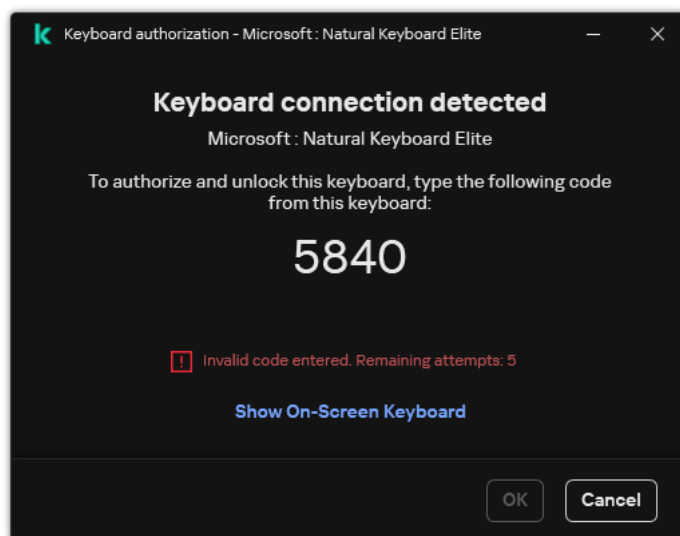 Keyboard authorization - Microsoft : Natural Keyboard Elite
Keyboard connection detected
Microsoft : Natural Keyboard Elite
To authorize and unlock this keyboard, type the following code
from this keyboard:
5840
Invalid code entered. Remaining attempts: 5
Show On-Screen Keyboard
OK
Cancel